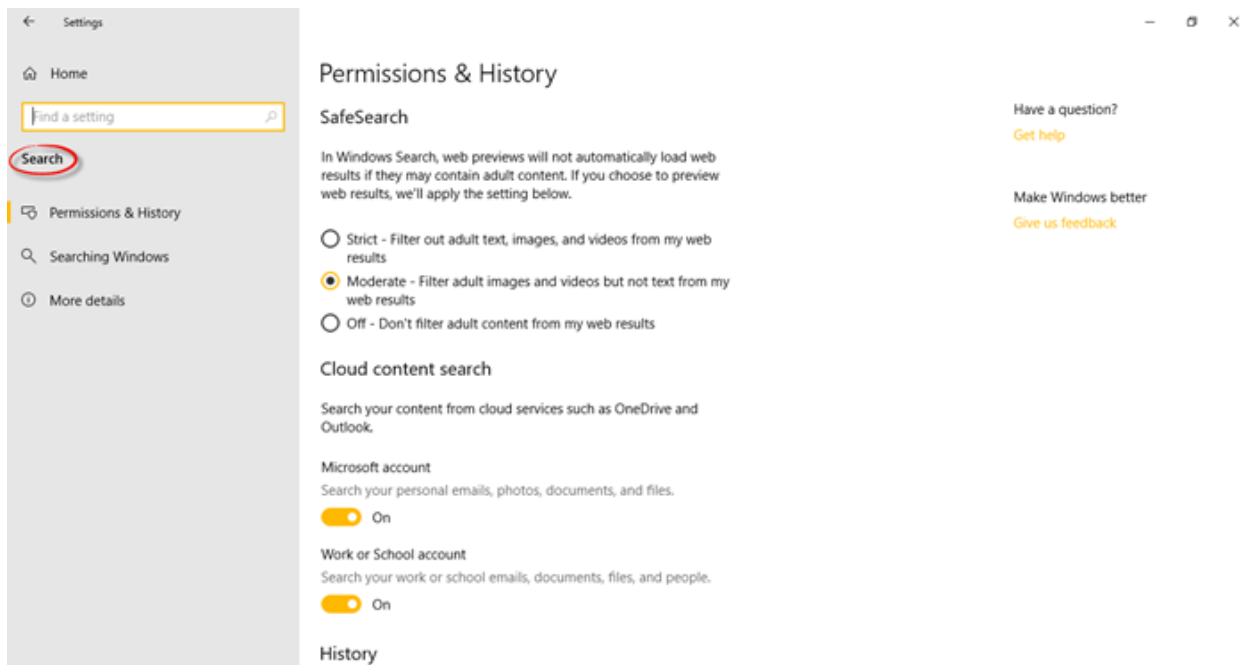 Settings
Home
Find a setting
Search
Permissions & History
Searching Windows
More details
Permissions & History
SafeSearch
In Windows Search, web previews will not automatically load web
results if they may contain adult content. If you choose to preview
web results, we'll apply the setting below.
Strict - Filter out adult text, images, and videos from my web
results
Moderate - Filter adult images and videos but not text from my
web results
Off - Don't filter adult content from my web results
Cloud content search
Search your content from cloud services such as OneDrive and
Outlook.
Microsoft account
Search your personal emails, photos, documents, and files.
On
Work or School account
Search your work or school emails, documents, files, and people.
On
History
Have a question?
Get help
Make Windows better
Give us feedback